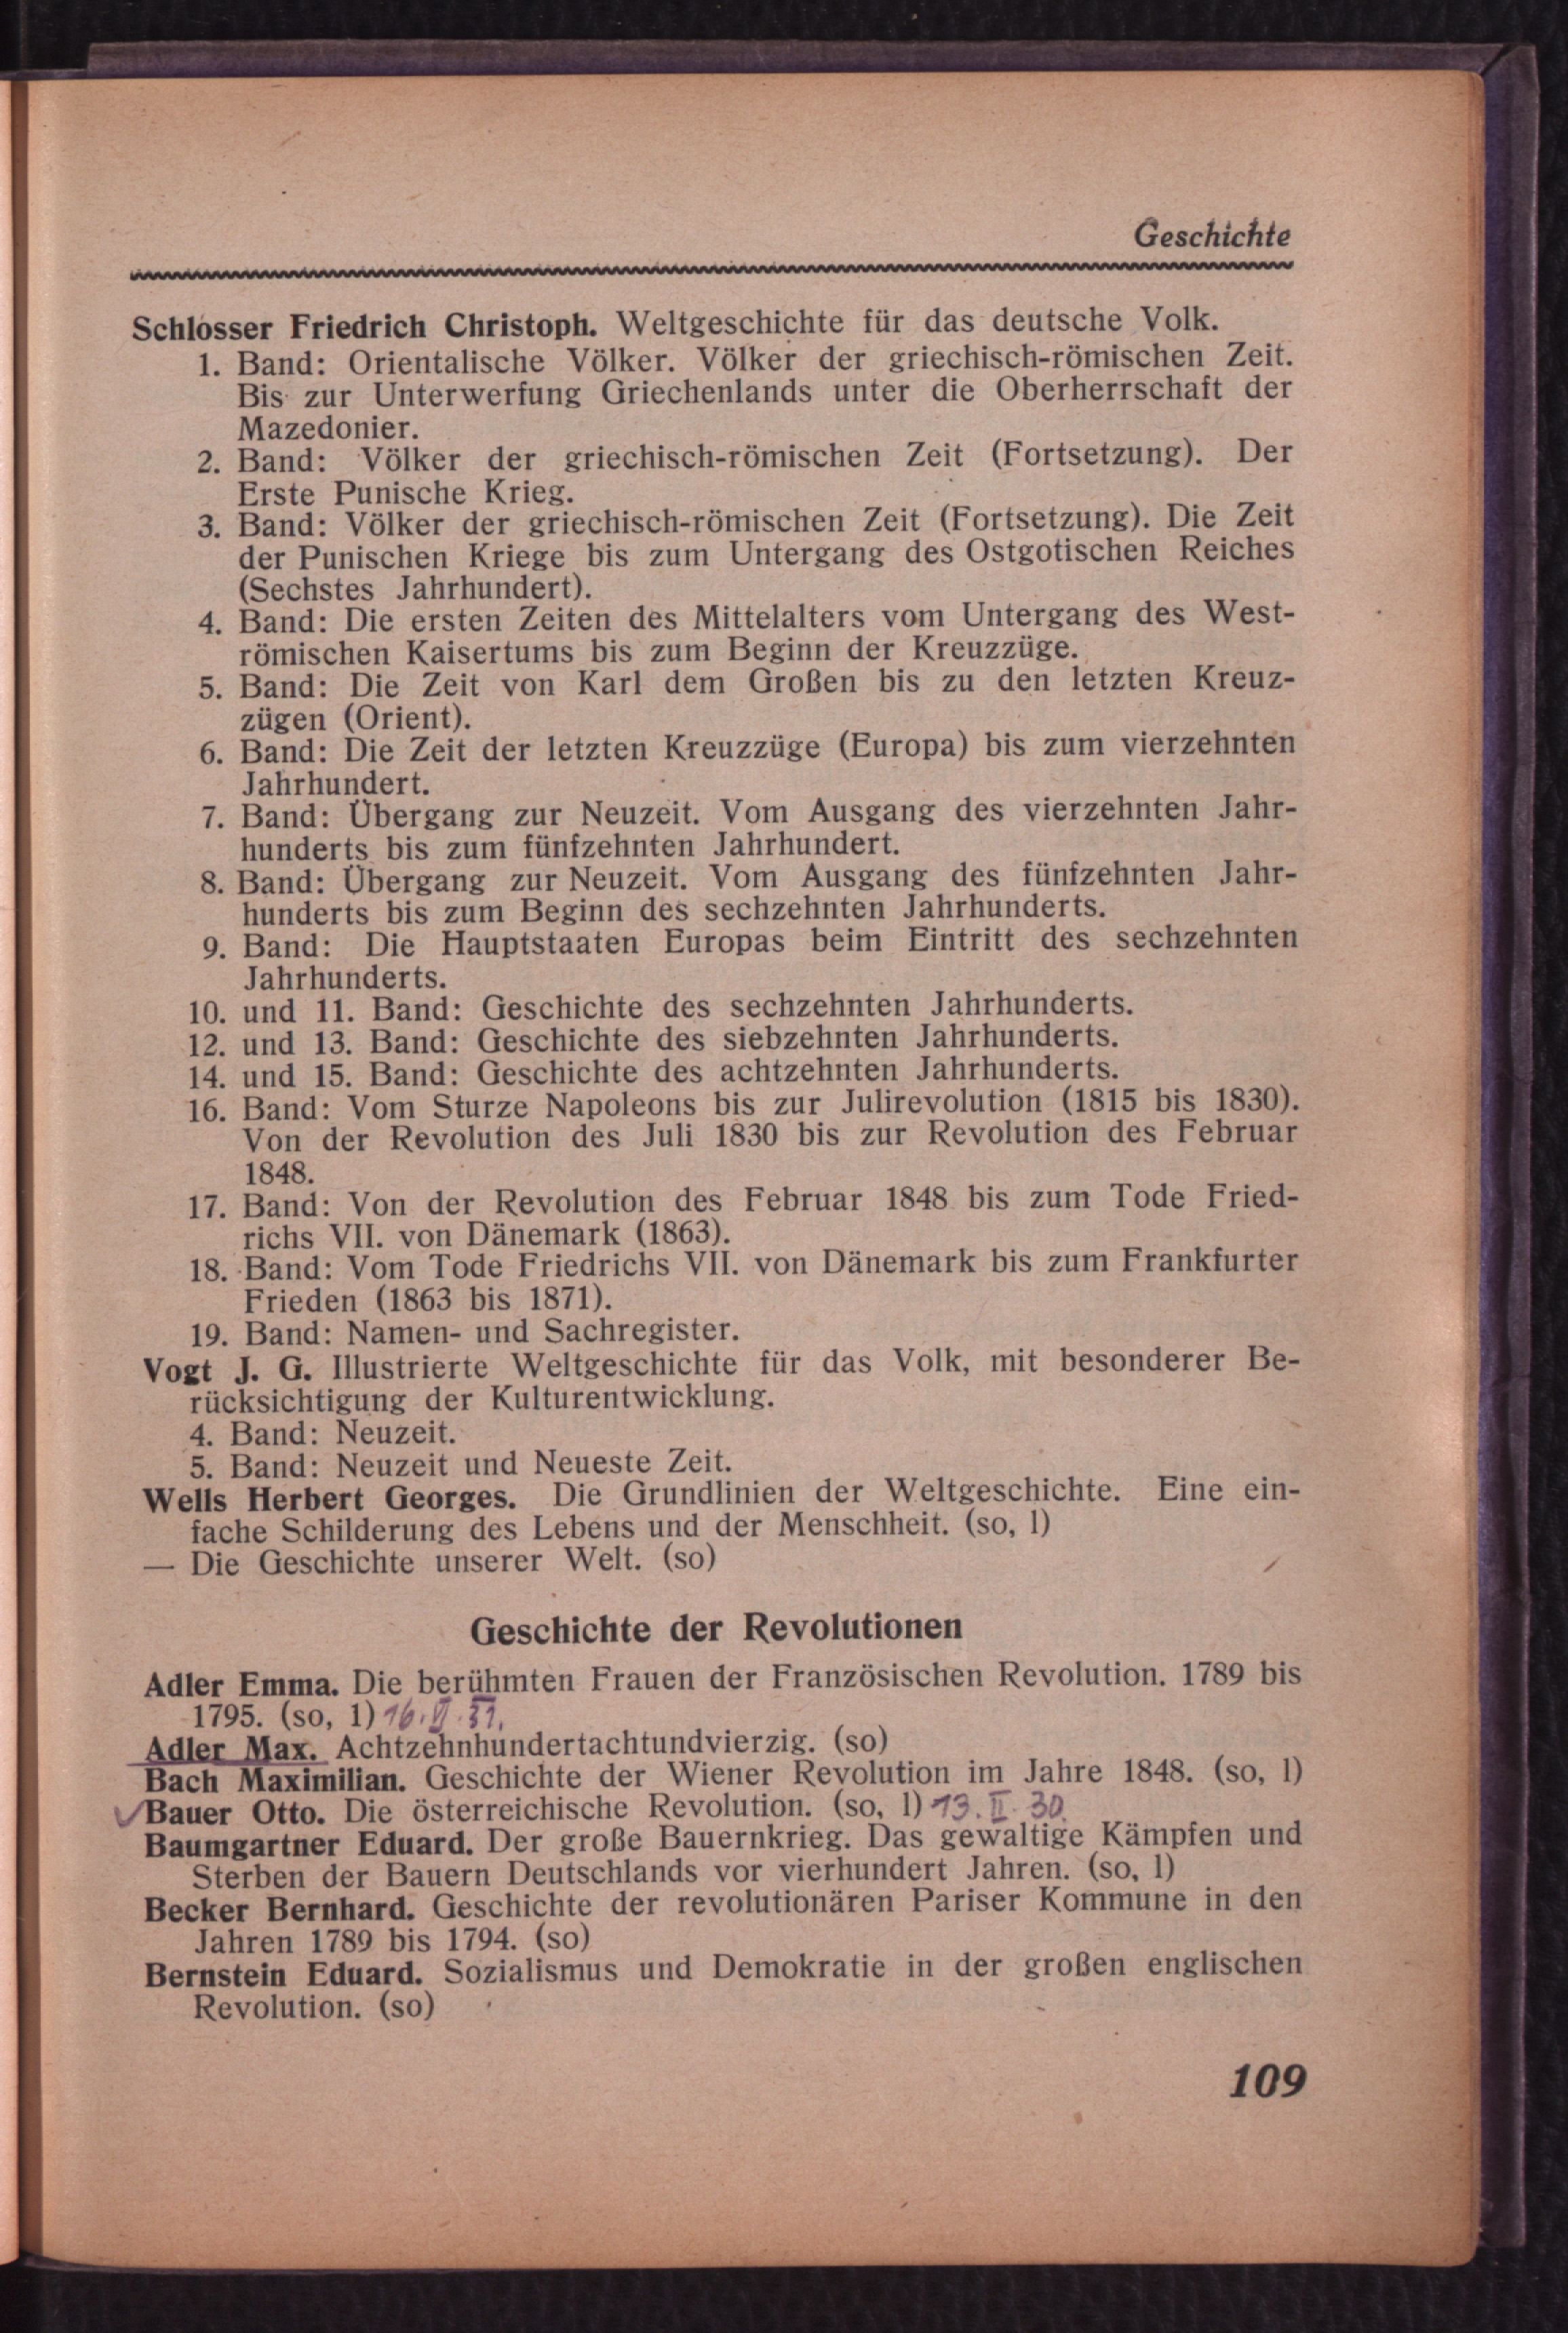 Geschichte
Schlosser Friedrich Christoph. Weltgeschichte für das deutsche Volk.
1. Band: Orientalische Völker. Völker der griechisch-römischen Zeit.
Bis zur Unterwerfung Griechenlands unter die Oberherrschaft der
Mazedonier.
2. Band: Völker der griechisch-römischen Zeit (Fortsetzung). Der
Erste Punische Krieg.
3. Band: Völker der griechisch-römischen Zeit (Fortsetzung). Die Zeit
der Punischen Kriege bis zum Untergang des Ostgotischen Reiches
(Sechstes Jahrhundert).
4. Band: Die ersten Zeiten des Mittelalters vom Untergang des West-
römischen Kaisertums bis zum Beginn der Kreuzzüge.
5. Band: Die Zeit von Karl dem Großen bis zu den letzten Kreuz-
zügen (Orient).
6. Band: Die Zeit der letzten Kreuzzüge (Europa) bis zum vierzehnten
Jahrhundert.
7. Band: Übergang zur Neuzeit. Vom Ausgang des vierzehnten Jahr-
hunderts bis zum fünfzehnten Jahrhundert.
8. Band: Übergang zur Neuzeit. Vom Ausgang des fünfzehnten Jahr-
hunderts bis zum Beginn des sechzehnten Jahrhunderts.
9. Band: Die Hauptstaaten Europas beim Eintritt des sechzehnten
Jahrhunderts.
10. und 11. Band: Geschichte des sechzehnten Jahrhunderts.
12. und 13. Band: Geschichte des siebzehnten Jahrhunderts.
14. und 15. Band: Geschichte des achtzehnten Jahrhunderts.
16. Band: Vom Sturze Napoleons bis zur Julirevolution (1815 bis 1830).
Von der Revolution des Juli 1830 bis zur Revolution des Februar
1848.
17. Band: Von der Revolution des Februar 1848 bis zum Tode Fried-
richs VII. von Dänemark (1863).
18. Band: Vom Tode Friedrichs VII. von Dänemark bis zum Frankfurter
Frieden (1863 bis 1871).
19. Band: Namen- und Sachregister.
Vogt J. G. Illustrierte Weltgeschichte für das Volk, mit besonderer Be-
rücksichtigung der Kulturentwicklung.
4. Band: Neuzeit.
5. Band: Neuzeit und Neueste Zeit.
Wells Herbert Georges. Die Grundlinien der Weltgeschichte. Eine ein-
fache Schilderung des Lebens und der Menschheit. (so, l)
— Die Geschichte unserer Welt. (so)
Geschichte der Revolutionen
Adler Emma. Die berühmten Frauen der Französischen Revolution. 1789 bis
1795. (so, l) 16.
Adler Max. Achtzehnhundertachtundvierzig. (so)
Bach Maximilian. Geschichte der Wiener Revolution im Jahre 1848. (so, l)
✓Bauer Otto. Die österreichische Revolution. (so, l) 13. II. 30.
Baumgartner Eduard. Der große Bauernkrieg. Das gewaltige Kämpfen und
Sterben der Bauern Deutschlands vor vierhundert Jahren. (so, l)
Becker Bernhard. Geschichte der revolutionären Pariser Kommune in den
Jahren 1789 bis 1794. (so)
Bernstein Eduard. Sozialismus und Demokratie in der großen englischen
Revolution. (so)
109